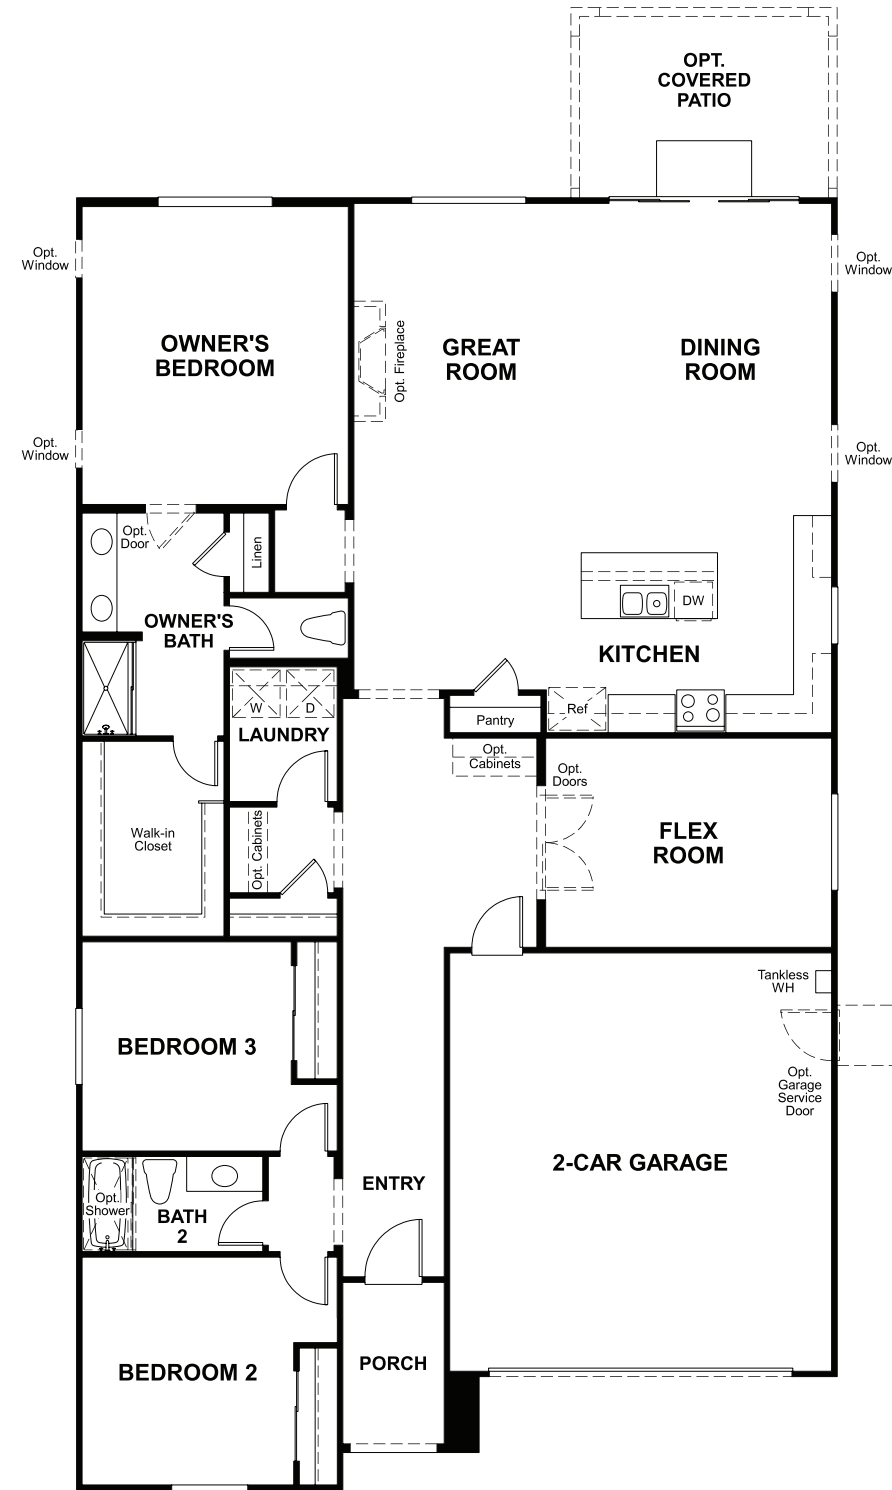 OPT.
COVERED
PATIO
Opt.
Window
Opt.
Window
OWNER'S
BEDROOM
Opt. Fireplace
GREAT
ROOM
DINING
ROOM
Opt.
Window
Opt.
Window
Opt.
Door
Linen
OWNER'S
BATH
DW
KITCHEN
W
D
LAUNDRY
Pantry
Ref
Opt.
Cabinets
Opt.
Doors
Walk-in
Closet
Opt. Cabinets
FLEX
ROOM
Tankless
WH
BEDROOM 3
Opt.
Garage
Service
Door
2-CAR GARAGE
ENTRY
Opt.
Shower
BATH
2
PORCH
BEDROOM 2